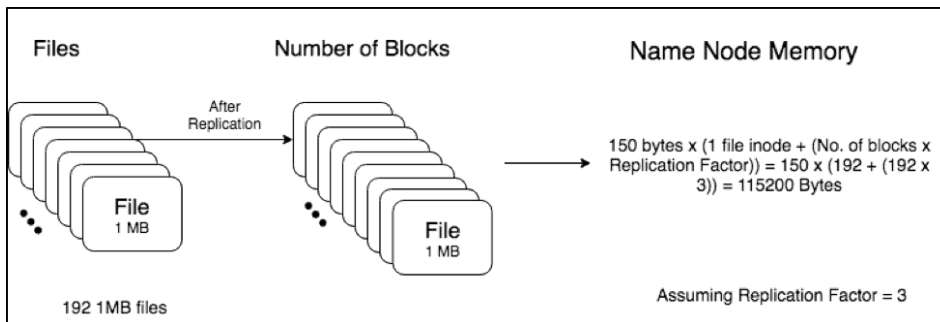 Files
Number of Blocks
Name Node Memory
After
Replication
150 bytes x (1 file inode + (No. of blocks x
Replication Factor)) = 150 x (192 + (192 x
3)) = 115200 Bytes
File
1 MB
File
1 MB
192 1MB files
Assuming Replication Factor = 3